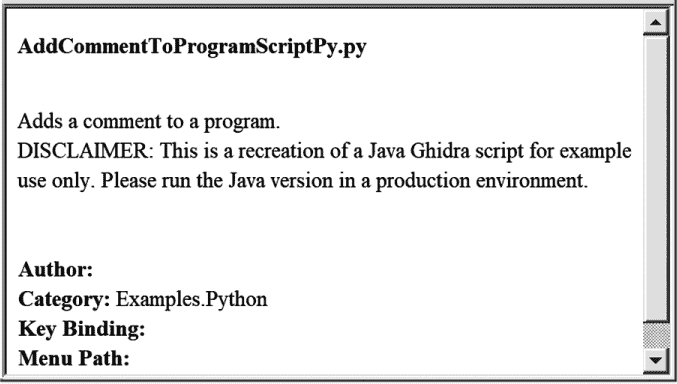 AddCommentToProgramScriptPy.py
Adds a comment to a program.
DISCLAIMER: This is a recreation of a Java Ghidra script for example
use only. Please run the Java version in a production environment.
Author:
Category: Examples.Python
Key Binding:
Menu Path: